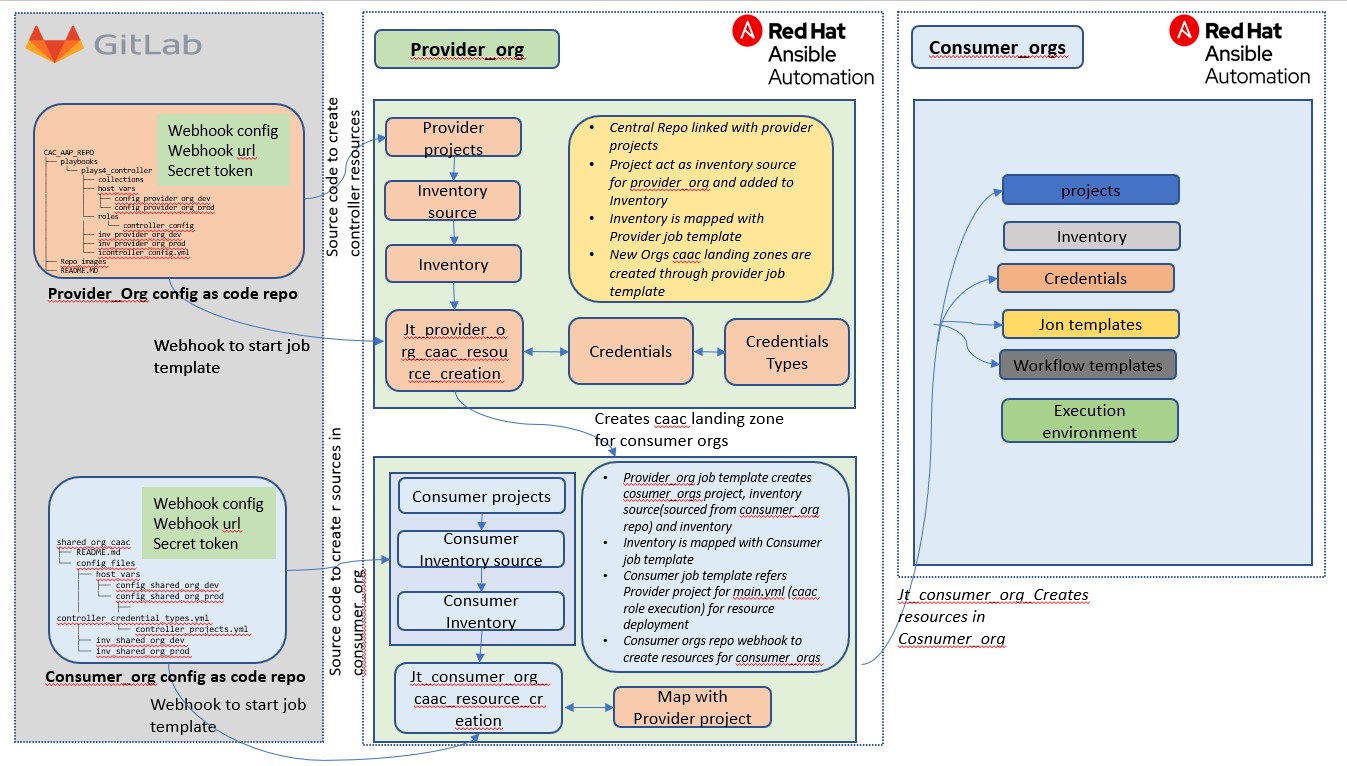 GitLab
Webhook config
Webhook url
Secret token
CAC_AAP_REPO
playbooks
plays4_controller
collections
host vars
config_provider_org_dev
config_provider_org_prod
roles
controller_config
inv_provider_org_dev
inv_provider_org_prod
icontroller_config.yml
Repo images
README.MD
Provider_Org config as code repo
Webhook to start job
template
Webhook config
Webhook url
Secret token
shared_org_caac
README.md
config_files
host_vars
config_shared_org_dev
config_shared_org_prod
controller_credential_types.yml
controller_projects.yml
inv_shared_org_dev
inv_shared_org_prod
Consumer_org config as code repo
Webhook to start job
template
Source code to create
controller resources
Source code to create r sources in
consumer_org
Provider_org
Red Hat
Ansible
Automation
Provider
projects
Inventory
source
Inventory
Jt_provider_o
rg_caac_resou
rce_creation
Credentials
Credentials
Types
• Central Repo linked with provider
projects
• Project act as inventory source
for provider_org and added to
Inventory
• Inventory is mapped with
Provider job template
• New Orgs caac landing zones are
created through provider job
template
Creates caac landing zone
for consumer orgs
Consumer projects
Consumer
Inventory source
Consumer
Inventory
Jt_consumer_org_
caac_resource_cr
eation
Map with
Provider project
• Provider_org job template creates
cosumer_orgs project, inventory
source(sourced from consumer_org
repo) and inventory
• Inventory is mapped with Consumer
job template
• Consumer job template refers
Provider project for main.yml (caac
role execution) for resource
deployment
• Consumer orgs repo webhook to
create resources for consumer_orgs
Consumer_orgs
Red Hat
Ansible
Automation
projects
Inventory
Credentials
Jon templates
Workflow templates
Execution
environment
Jt_consumer_org_Creates
resources in
Cosnumer_org